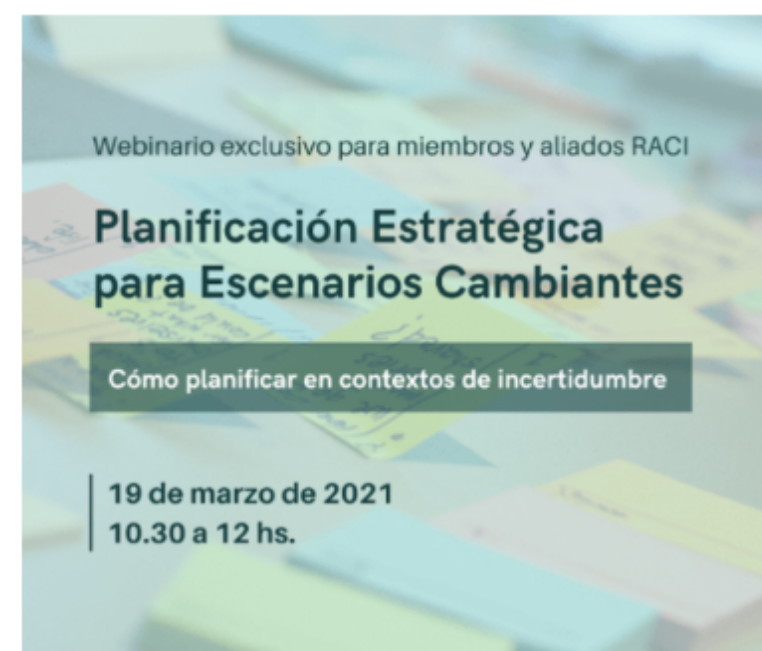 Webinario exclusivo para miembros y aliados RACI
Planificación Estratégica
para Escenarios Cambiantes
Cómo planificar en contextos de incertidumbre
19 de marzo de 2021
10.30 a 12 hs.